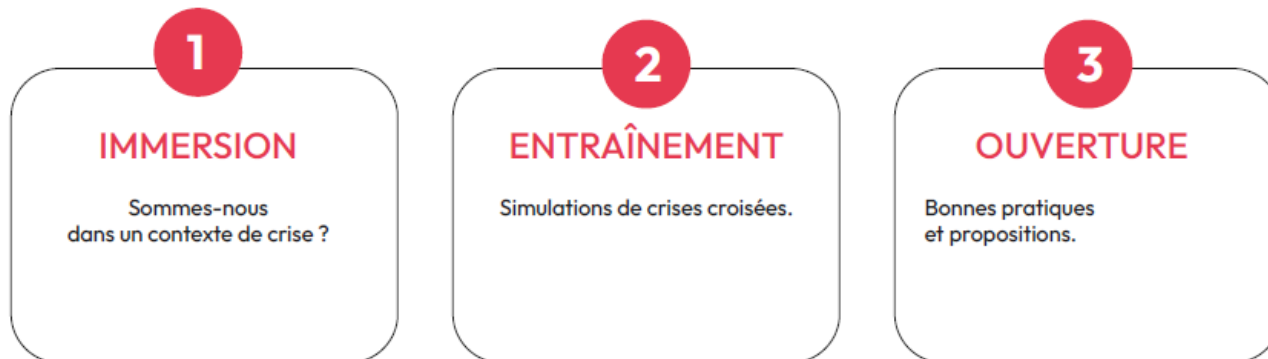 1
IMMERSION
Sommes-nous
dans un contexte de crise ?
2
ENTRAÎNEMENT
Simulations de crises croisées.
3
OUVERTURE
Bonnes pratiques
et propositions.